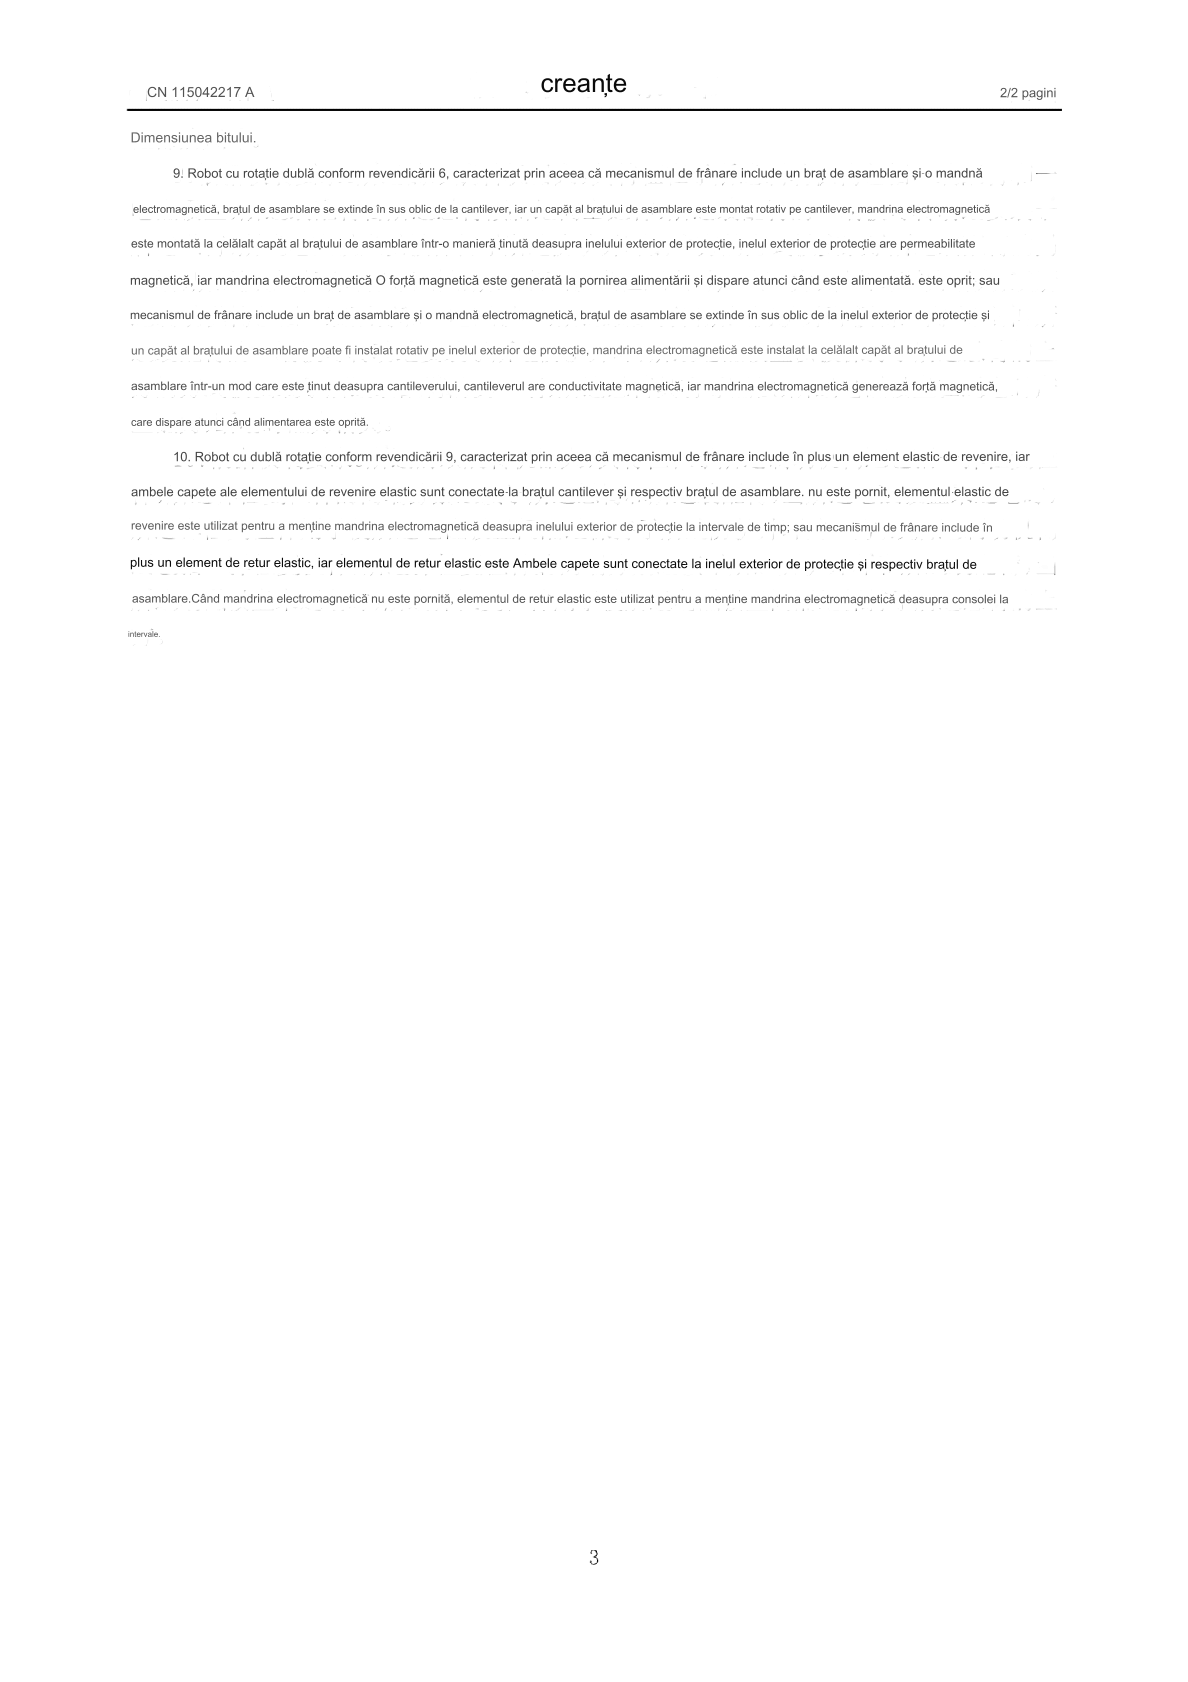 CN 115042217 A
creanțe
2/2 pagini
Dimensiunea bitului.
9. Robot cu rotație dublă conform revendicării 6, caracterizat prin aceea că mecanismul de frânare include un braț de asamblare și o mandnă
electromagnetică, brațul de asamblare se extinde în sus oblic de la cantilever, iar un capăt al brațului de asamblare este montat rotativ pe cantilever, mandrina electromagnetică
este montată la celălalt capăt al brațului de asamblare într-o manieră ținută deasupra inelului exterior de protecție, inelul exterior de protecție are permeabilitate
magnetică, iar mandrina electromagnetică O forță magnetică este generată la pornirea alimentării și dispare atunci când este alimentată. este oprit; sau
mecanismul de frânare include un braț de asamblare și o mandnă electromagnetică, brațul de asamblare se extinde în sus oblic de la inelul exterior de protecție și
un capăt al brațului de asamblare poate fi instalat rotativ pe inelul exterior de protecție, mandrina electromagnetică este instalat la celălalt capăt al brațului de
asamblare într-un mod care este ținut deasupra cantileverului, cantileverul are conductivitate magnetică, iar mandrina electromagnetică generează forță magnetică,
care dispare atunci când alimentarea este oprită.
10. Robot cu dublă rotație conform revendicării 9, caracterizat prin aceea că mecanismul de frânare include în plus un element elastic de revenire, iar
ambele capete ale elementului de revenire elastic sunt conectate la brațul cantilever și respectiv brațul de asamblare. nu este pornit, elementul elastic de
revenire este utilizat pentru a menține mandrina electromagnetică deasupra inelului exterior de protecție la intervale de timp; sau mecanismul de frânare include în
plus un element de retur elastic, iar elementul de retur elastic este Ambele capete sunt conectate la inelul exterior de protecție și respectiv brațul de
asamblare.Când mandrina electromagnetică nu este pornită, elementul de retur elastic este utilizat pentru a menține mandrina electromagnetică deasupra consolei la
intervale.
3